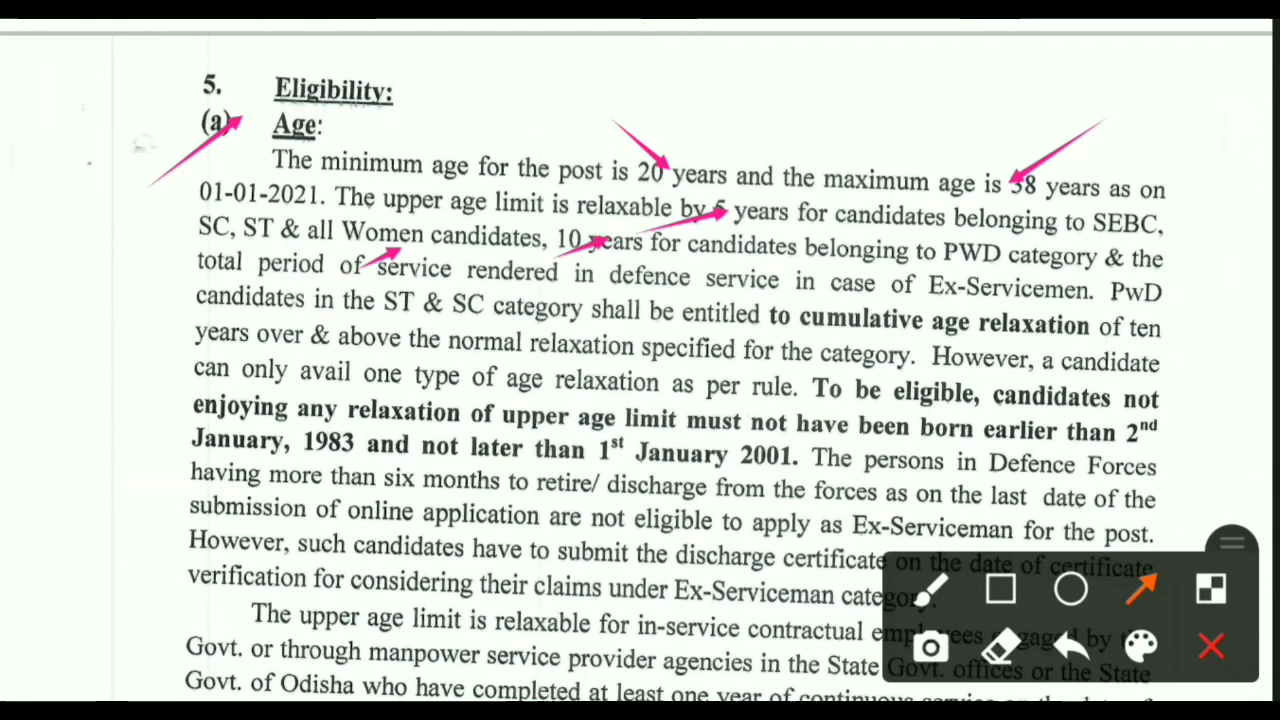 5. Eligibility:
(a) Age:
The minimum age for the post is 20 years and the maximum age is 38 years as on
01-01-2021. The upper age limit is relaxable by 5 years for candidates belonging to SEBC,
SC, ST & all Women candidates, 10 years for candidates belonging to PWD category & the
total period of service rendered in defence service in case of Ex-Servicemen. PwD
candidates in the ST & SC category shall be entitled to cumulative age relaxation of ten
years over & above the normal relaxation specified for the category. However, a candidate
can only avail one type of age relaxation as per rule. To be eligible, candidates not
enjoying any relaxation of upper age limit must not have been born earlier than 2nd
January, 1983 and not later than 1st January 2001. The persons in Defence Forces
having more than six months to retire/ discharge from the forces as on the last date of the
submission of online application are not eligible to apply as Ex-Serviceman for the post.
However, such candidates have to submit the discharge certificate on the date of certificate
verification for considering their claims under Ex-Serviceman category.
The upper age limit is relaxable for in-service contractual employees engaged by the
Govt. or through manpower service provider agencies in the State Govt. offices or the State
Govt. of Odisha who have completed at least one year of continuous service on the date of